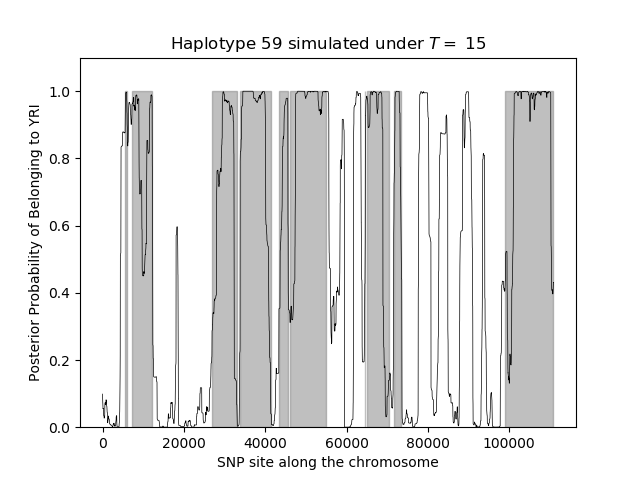 Haplotype 59 simulated under T = 15
Posterior Probability of Belonging to YRI
1.0
0.8
0.6
0.4
0.2
0.0
0 20000 40000 60000 80000 100000
SNP site along the chromosome